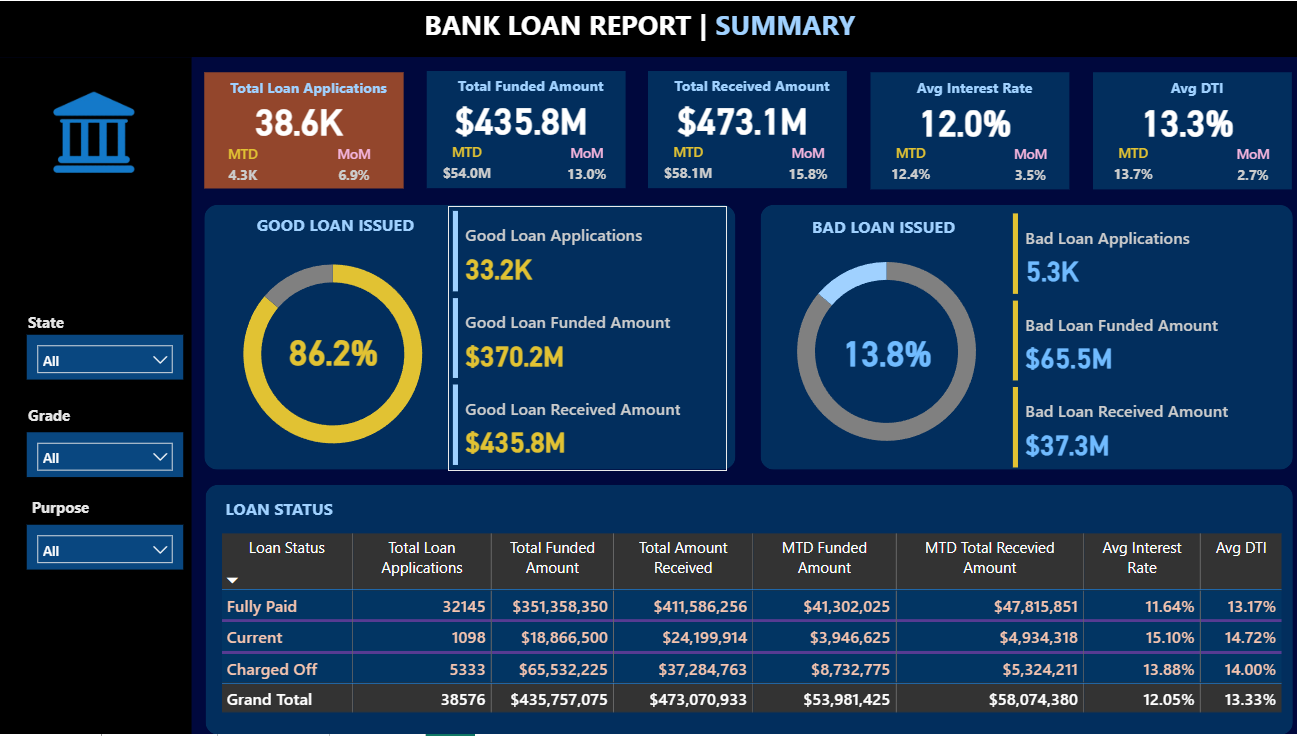 BANK LOAN REPORT | SUMMARY
Total Loan Applications
38.6K
MTD MoM
4.3K 6.9%
Total Funded Amount
$435.8M
MTD MoM
$54.0M 13.0%
Total Received Amount
$473.1M
MTD MoM
$58.1M 15.8%
Avg Interest Rate
12.0%
MTD MoM
12.4% 3.5%
Avg DTI
13.3%
MTD MoM
13.7% 2.7%
State
All
Grade
All
Purpose
All
GOOD LOAN ISSUED
86.2%
Good Loan Applications
33.2K
Good Loan Funded Amount
$370.2M
Good Loan Received Amount
$435.8M
BAD LOAN ISSUED
13.8%
Bad Loan Applications
5.3K
Bad Loan Funded Amount
$65.5M
Bad Loan Received Amount
$37.3M
LOAN STATUS
Loan Status Total Loan Total Funded Total Amount MTD Funded MTD Total Recevied Avg Interest Avg DTI
Applications Amount Received Amount Amount Rate
Fully Paid 32145 $351,358,350 $411,586,256 $41,302,025 $47,815,851 11.64% 13.17%
Current 1098 $18,866,500 $24,199,914 $3,946,625 $4,934,318 15.10% 14.72%
Charged Off 5333 $65,532,225 $37,284,763 $8,732,775 $5,324,211 13.88% 14.00%
Grand Total 38576 $435,757,075 $473,070,933 $53,981,425 $58,074,380 12.05% 13.33%